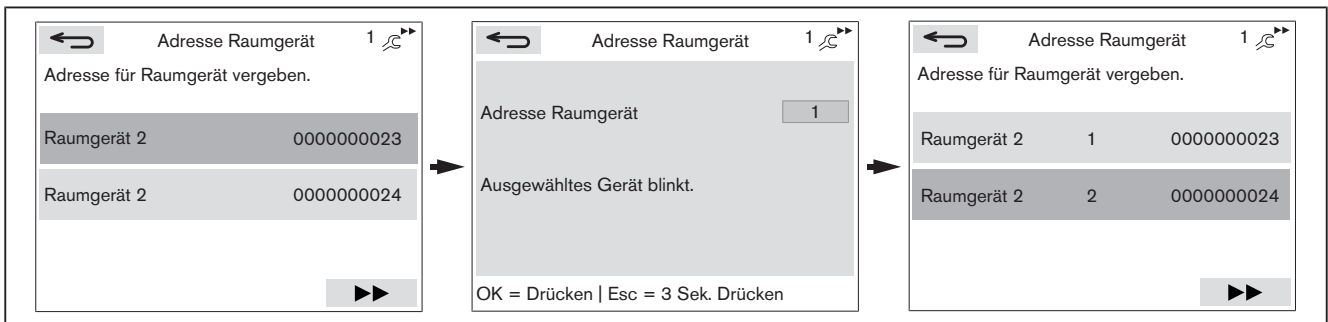 Adresse Raumgerät 1
Adresse für Raumgerät vergeben.
Raumgerät 2 0000000023
Raumgerät 2 0000000024
Adresse Raumgerät 1
Adresse Raumgerät 1
Ausgewähltes Gerät blinkt.
OK = Drücken | Esc = 3 Sek. Drücken
Adresse Raumgerät 1
Adresse für Raumgerät vergeben.
Raumgerät 2 1 0000000023
Raumgerät 2 2 0000000024